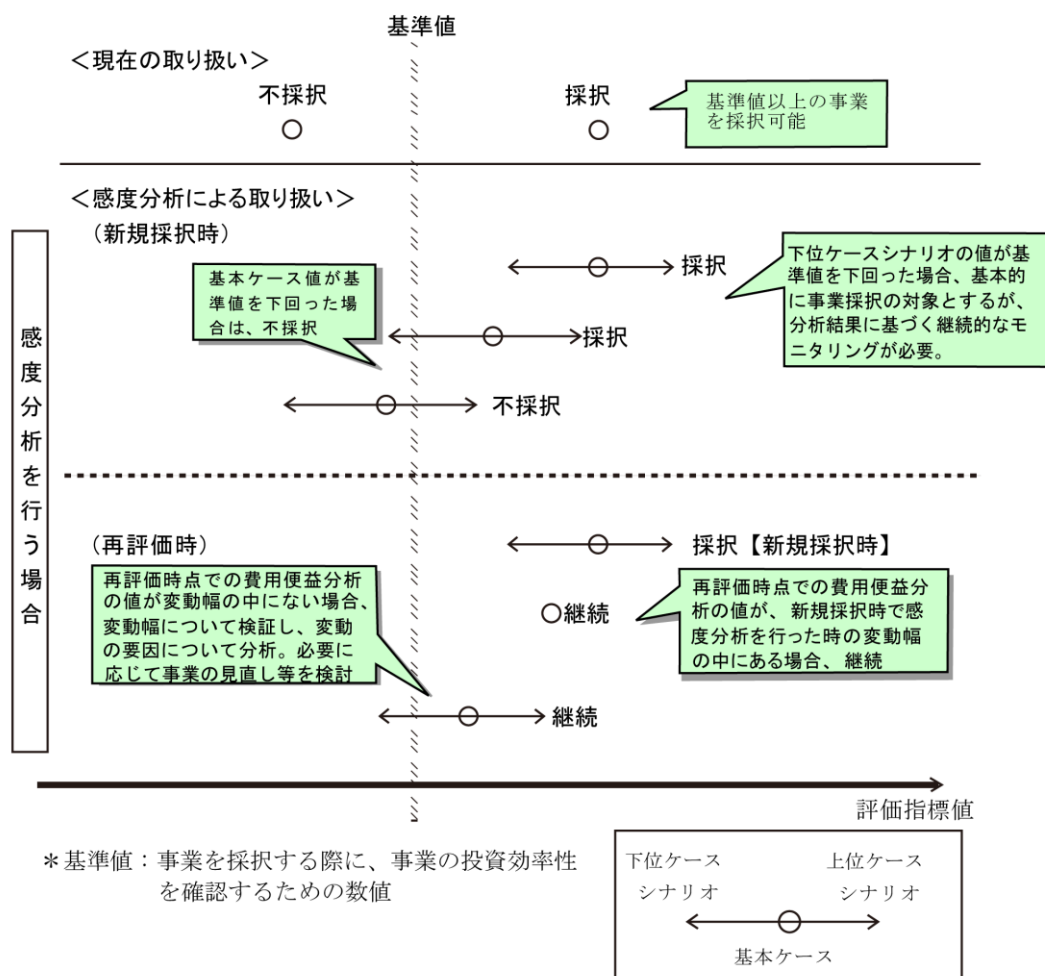 基準値
＜現在の取り扱い＞
不採択
採択
基準値以上の事業
を採択可能
＜感度分析による取り扱い＞
（新規採択時）
感度分析を行う場合
基本ケース値が基
準値を下回った場
合は、不採択
採択
下位ケースシナリオの値が基
準値を下回った場合、基本的
に事業採択の対象とするが、
分析結果に基づく継続的なモ
ニタリングが必要。
採択
不採択
（再評価時）
採択【新規採択時】
再評価時点での費用便益分析
の値が変動幅の中にない場合、
変動幅について検証し、変動
の要因について分析。必要に
応じて事業の見直し等を検討
継続
再評価時点での費用便益分
析の値が、新規採択時で感
度分析を行った時の変動幅
の中にある場合、継続
継続
評価指標値
＊基準値：事業を採択する際に、事業の投資効率性
を確認するための数値
下位ケース
シナリオ
上位ケース
シナリオ
基本ケース